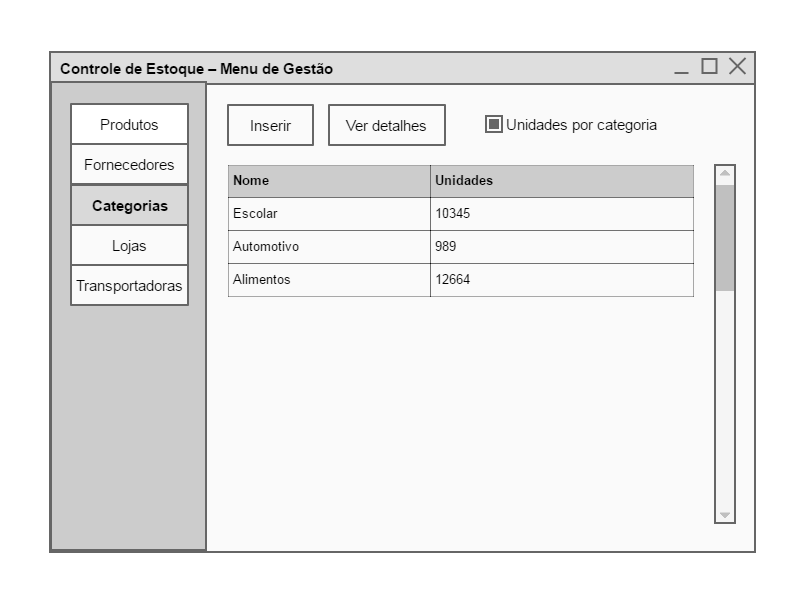 Controle de Estoque – Menu de Gestão
Produtos
Fornecedores
Categorias
Lojas
Transportadoras
Inserir
Ver detalhes
Unidades por categoria
Nome Unidades
Escolar 10345
Automotivo 989
Alimentos 12664